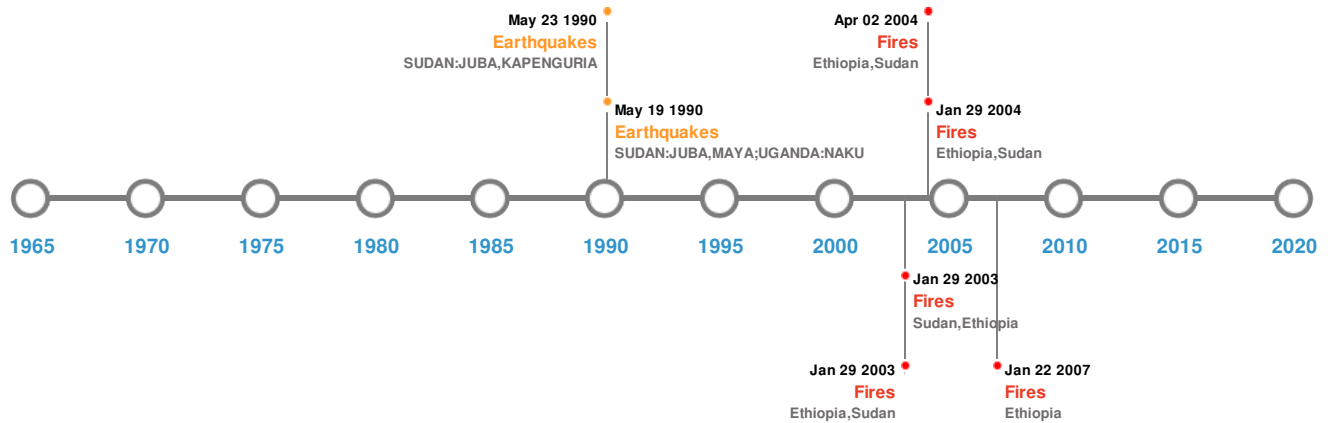 May 23 1990
Earthquakes
SUDAN:JUBA,KAPENGURIA
Apr 02 2004
Fires
Ethiopia,Sudan
May 19 1990
Earthquakes
SUDAN:JUBA,MAYA;UGANDA:NAKU
Jan 29 2004
Fires
Ethiopia,Sudan
1965 1970 1975 1980 1985 1990 1995 2000 2005 2010 2015 2020
Jan 29 2003
Fires
Sudan,Ethiopia
Jan 29 2003
Fires
Ethiopia,Sudan
Jan 22 2007
Fires
Ethiopia